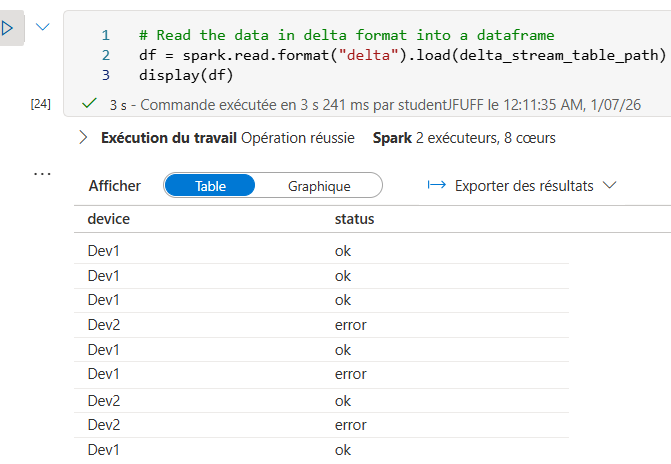 1 # Read the data in delta format into a dataframe
2 df = spark.read.format("delta").load(delta_stream_table_path)
3 display(df)
[24] 3 s - Commande exécutée en 3 s 241 ms par studentJFUFF le 12:11:35 AM, 1/07/26
Exécution du travail Opération réussie Spark 2 exécuteurs, 8 cœurs
...
Afficher Table Graphique Exporter des résultats
device status
Dev1 ok
Dev1 ok
Dev1 ok
Dev2 error
Dev1 ok
Dev1 error
Dev2 ok
Dev2 error
Dev1 ok